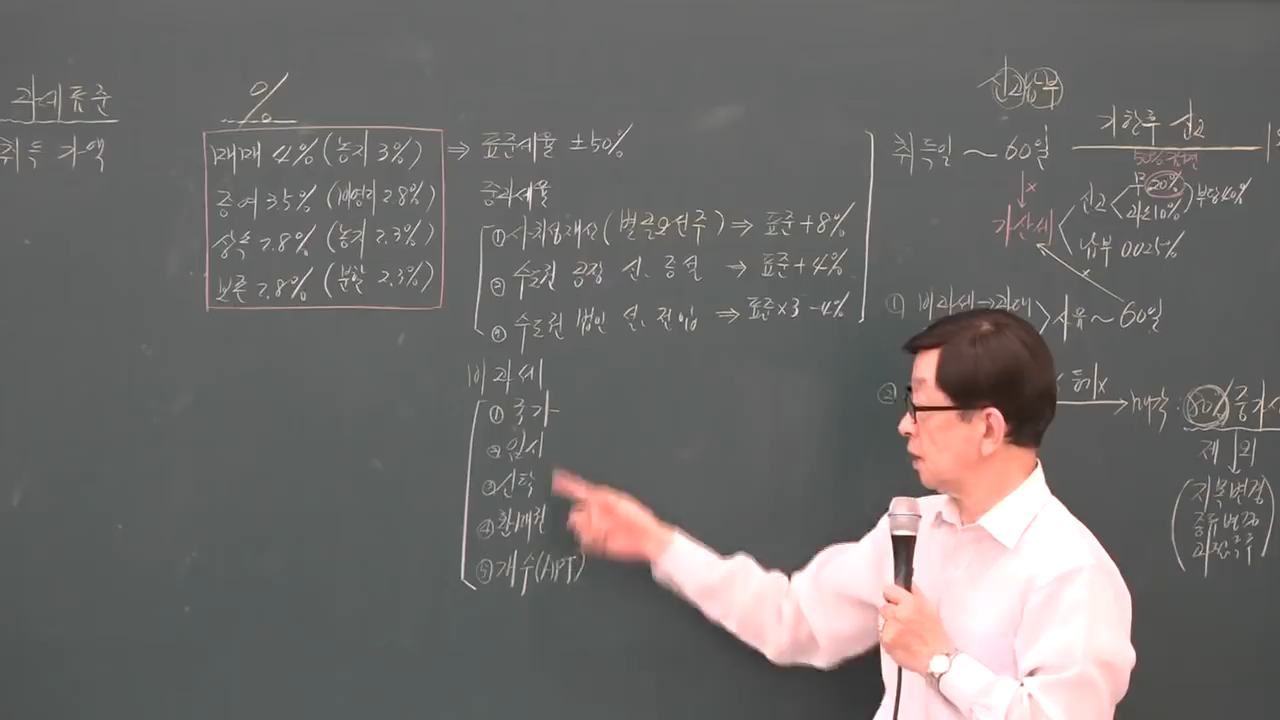 과세표준
취득가액
%
매매 4% (농지 3%)
증여 3.5% (비영리 2.8%)
상속 2.8% (농지 2.3%)
보존 2.8% (분할 2.3%)
⇒ 표준세율 ±50%
중과세율
① 사치성재산 (별골오선주) ⇒ 표준+8%
② 수도권 공장 신, 증설 ⇒ 표준+4%
③ 수도권 법인 설, 전입 ⇒ 표준×3-4%
비과세
① 국가
② 임시
③ 신탁
④ 환매권
⑤ 개수(APT)
신고납부
취득일 ~ 60일
기한후 신고
50% 감면
×
가산세
신고
무 20%
과소 10%
부당 40%
납부 0.025%
×
① 비과세→과세
사유~60일
②
매각 :
80% 중가산
제외
지목변경